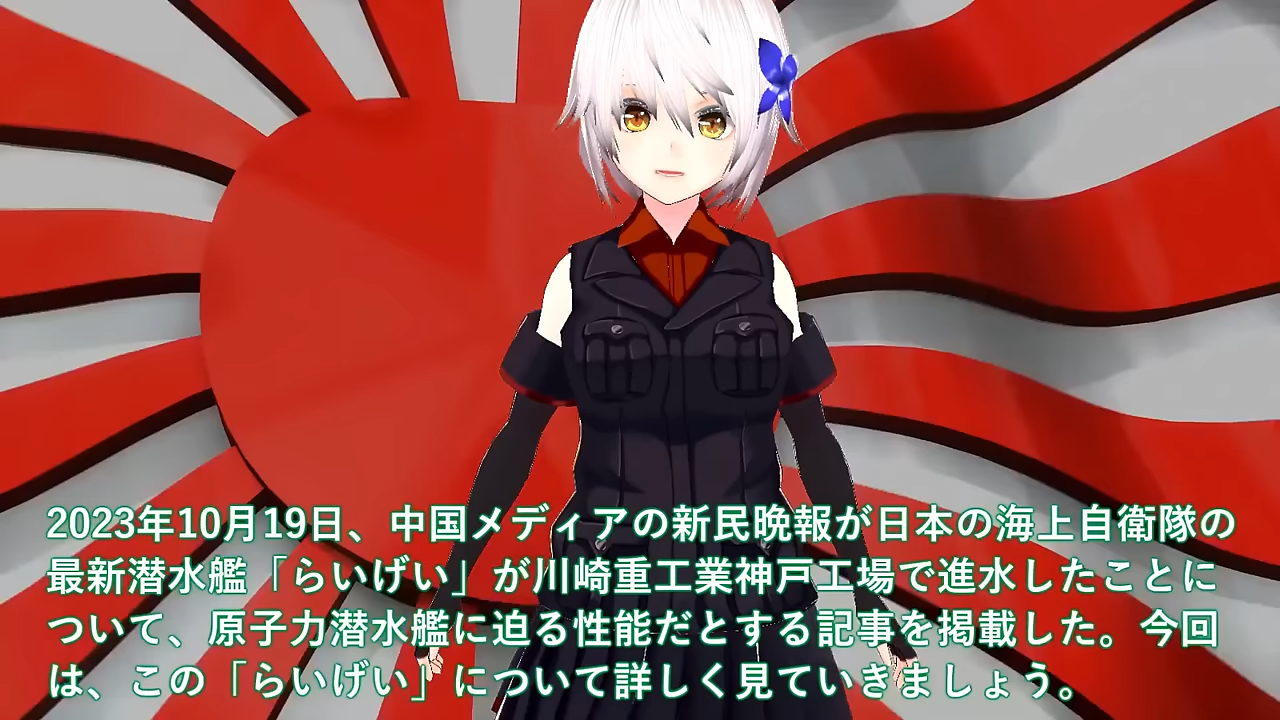 2023年10月19日、中国メディアの新民晩報が日本の海上自衛隊の
最新潜水艦「らいげい」が川崎重工業神戸工場で進水したことに
ついて、原子力潜水艦に迫る性能だとする記事を掲載した。今回
は、この「らいげい」について詳しく見ていきましょう。